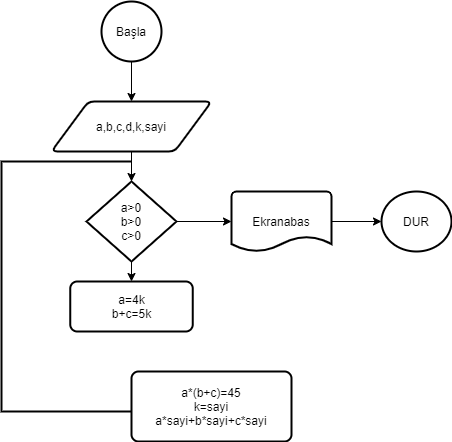 Başla
a,b,c,d,k,sayi
a>0
b>0
c>0
Ekranabas
DUR
a=4k
b+c=5k
a*(b+c)=45
k=sayi
a*sayi+b*sayi+c*sayi